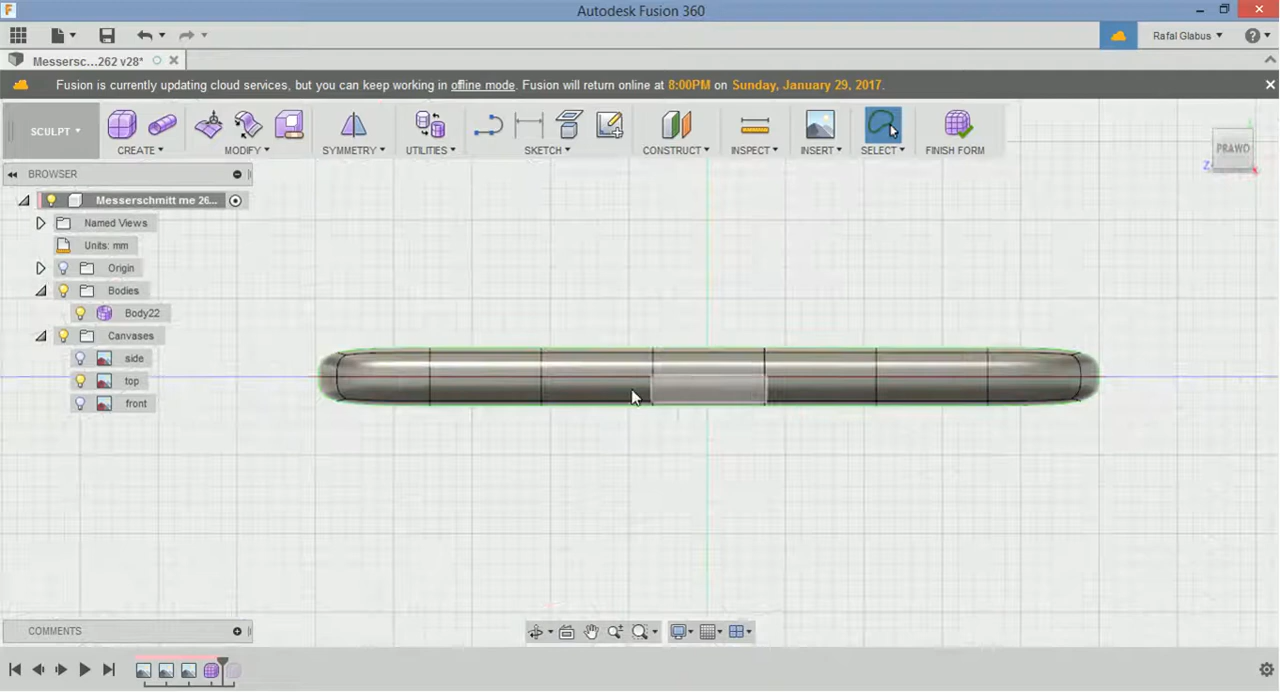 Autodesk Fusion 360
Rafal Glabus
Messersc...262 v28*
Fusion is currently updating cloud services, but you can keep working in offline mode. Fusion will return online at 8:00PM on Sunday, January 29, 2017.
SCULPT
CREATE
MODIFY
SYMMETRY
UTILITIES
SKETCH
CONSTRUCT
INSPECT
INSERT
SELECT
FINISH FORM
PRAWO
Z
BROWSER
Messerschmitt me 26...
Named Views
Units: mm
Origin
Bodies
Body22
Canvases
side
top
front
COMMENTS